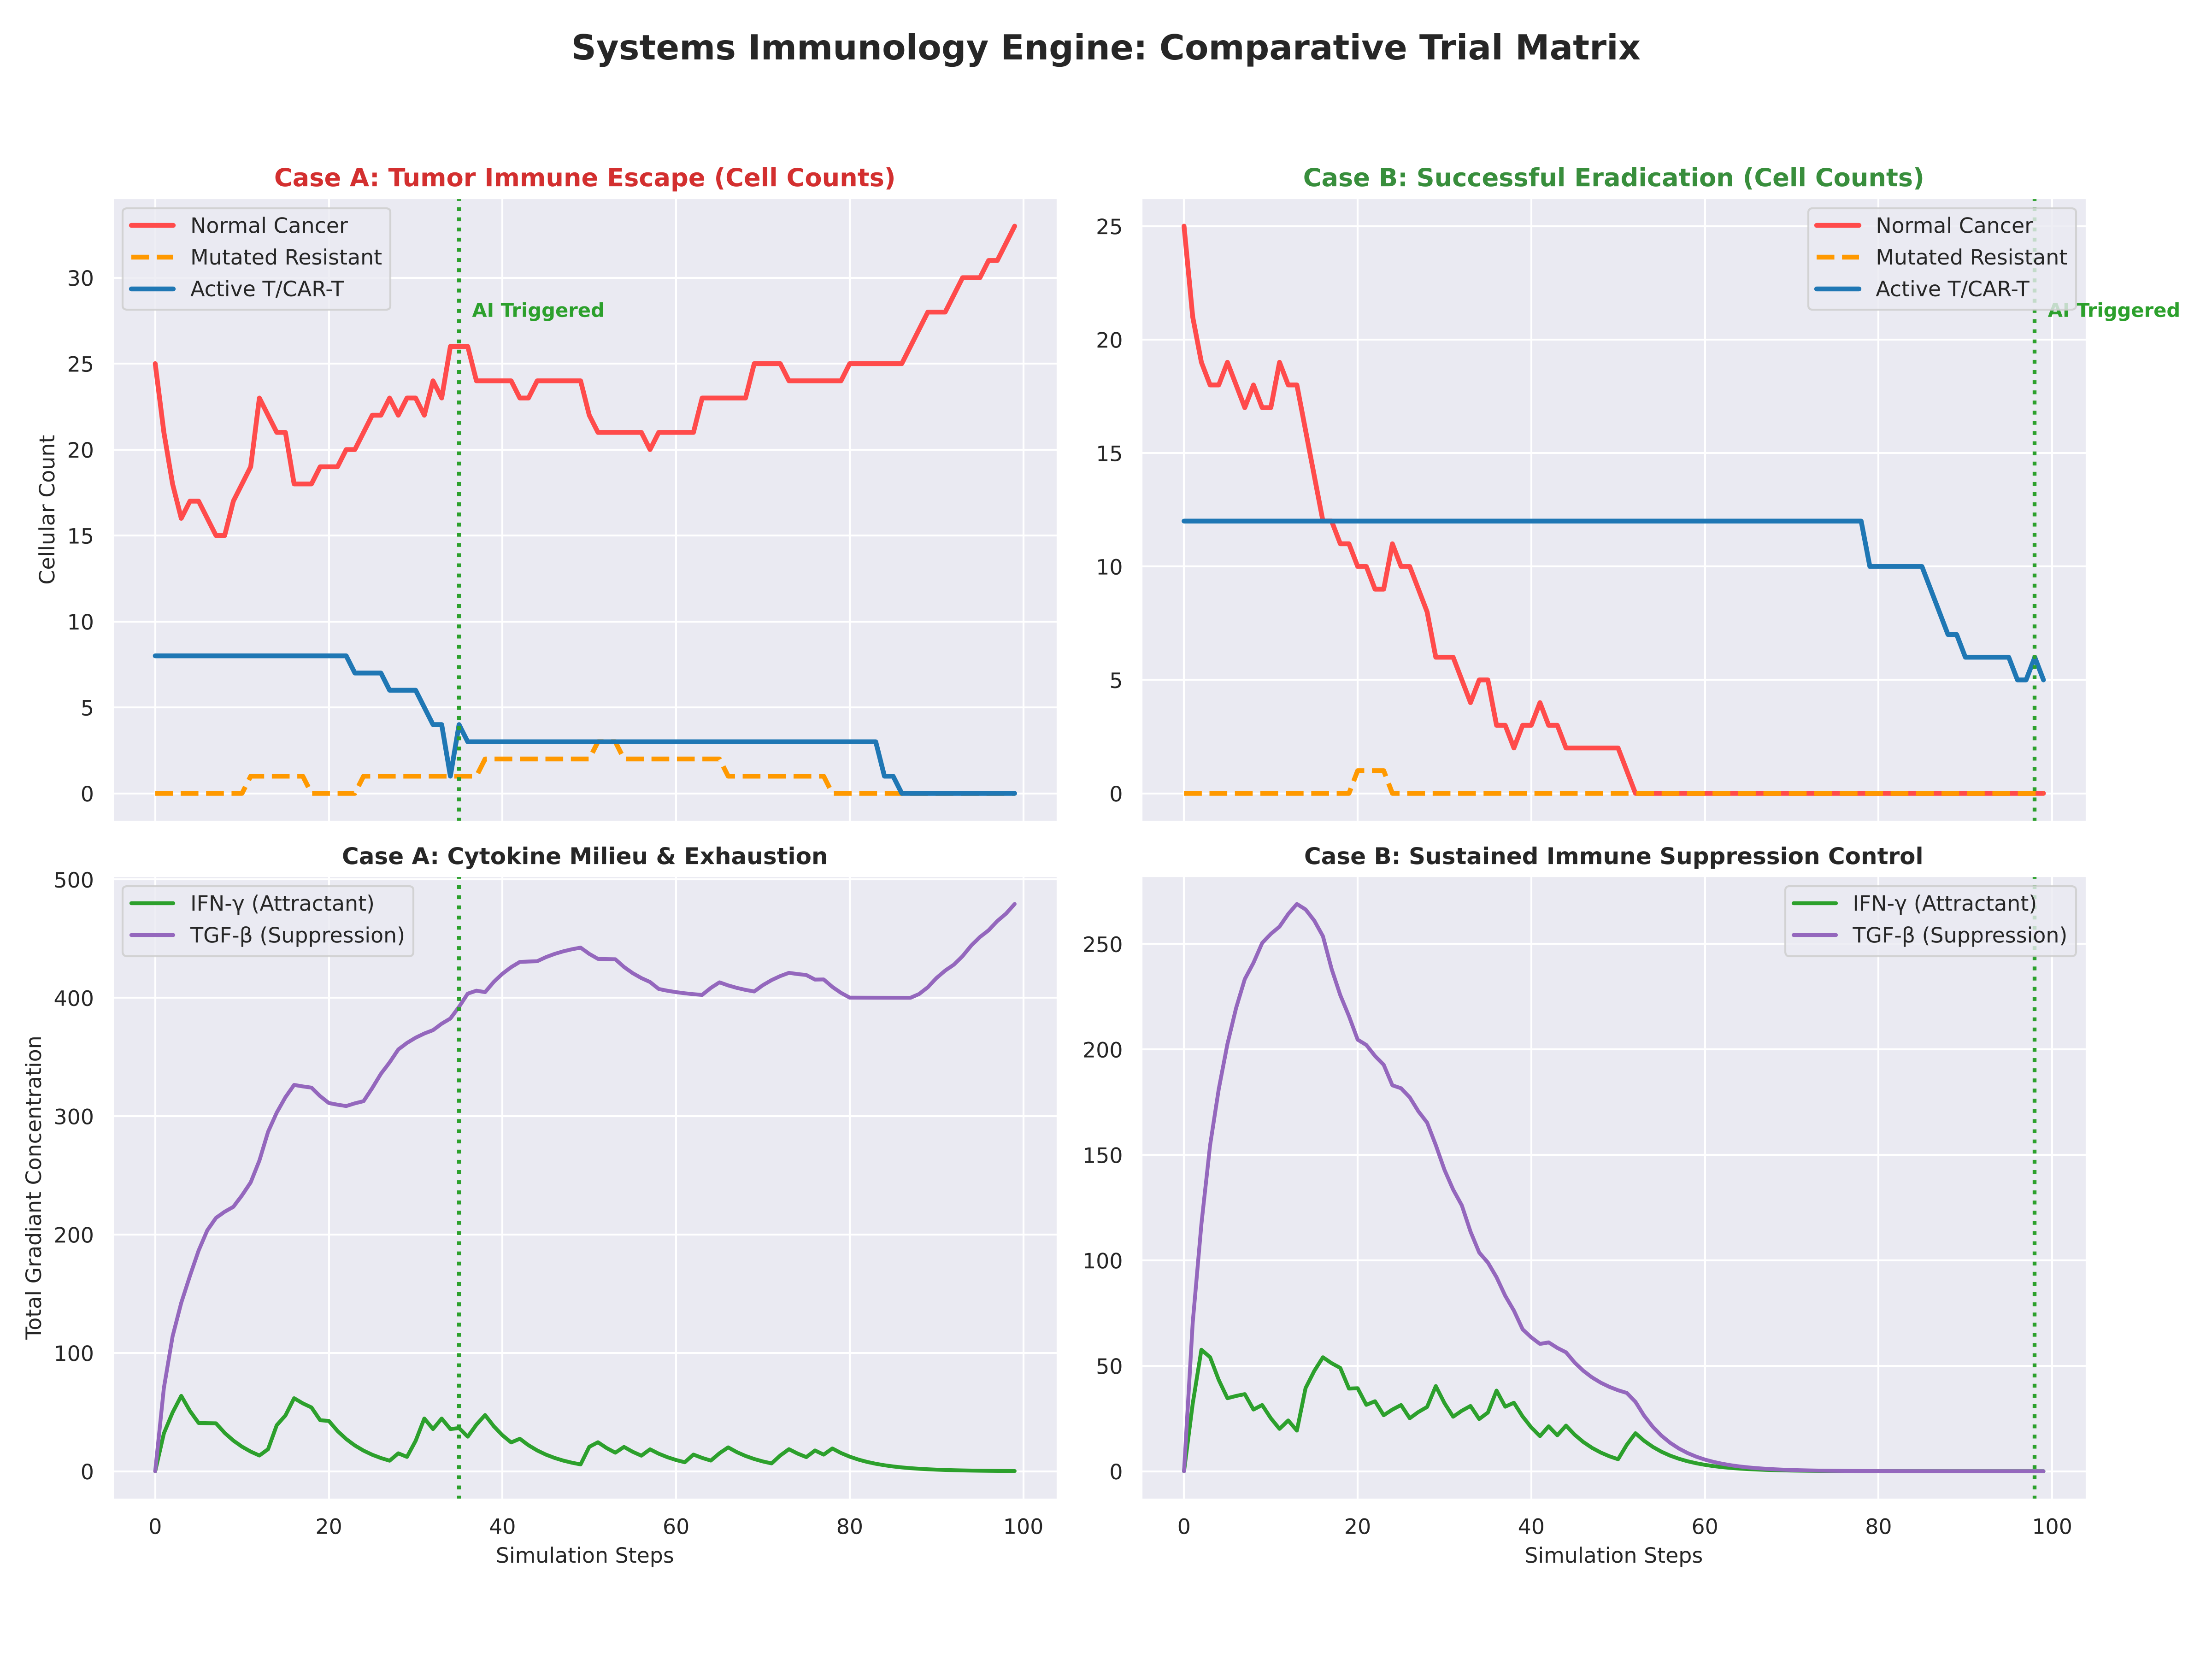 Systems Immunology Engine: Comparative Trial Matrix
Case A: Tumor Immune Escape (Cell Counts)
Normal Cancer
Mutated Resistant
Active T/CAR-T
AI Triggered
30
25
20
15
10
5
0
Cellular Count
Case B: Successful Eradication (Cell Counts)
Normal Cancer
Mutated Resistant
Active T/CAR-T
AI Triggered
25
20
15
10
5
0
Case A: Cytokine Milieu & Exhaustion
IFN-γ (Attractant)
TGF-β (Suppression)
500
400
300
200
100
0
Total Gradiant Concentration
0 20 40 60 80 100
Simulation Steps
Case B: Sustained Immune Suppression Control
IFN-γ (Attractant)
TGF-β (Suppression)
250
200
150
100
50
0
0 20 40 60 80 100
Simulation Steps